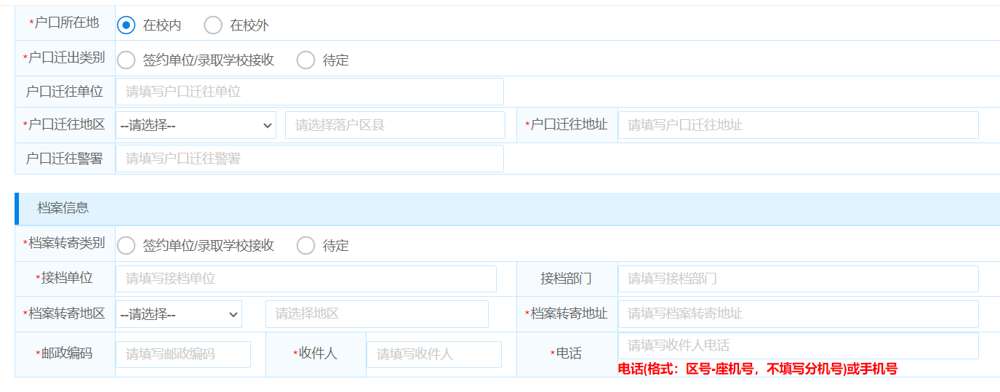 *户口所在地 在校内 在校外
*户口迁出类别 签约单位/录取学校接收 待定
户口迁往单位 请填写户口迁往单位
*户口迁往地区 --请选择-- 请选择落户区县 *户口迁往地址 请填写户口迁往地址
户口迁往警署 请填写户口迁往警署
档案信息
*档案转寄类别 签约单位/录取学校接收 待定
*接档单位 请填写接档单位 接档部门 请填写接档部门
*档案转寄地区 --请选择-- 请选择地区 *档案转寄地址 请填写档案转寄地址
*邮政编码 请填写邮政编码 *收件人 请填写收件人 *电话 请填写收件人电话
电话(格式：区号-座机号，不填写分机号)或手机号